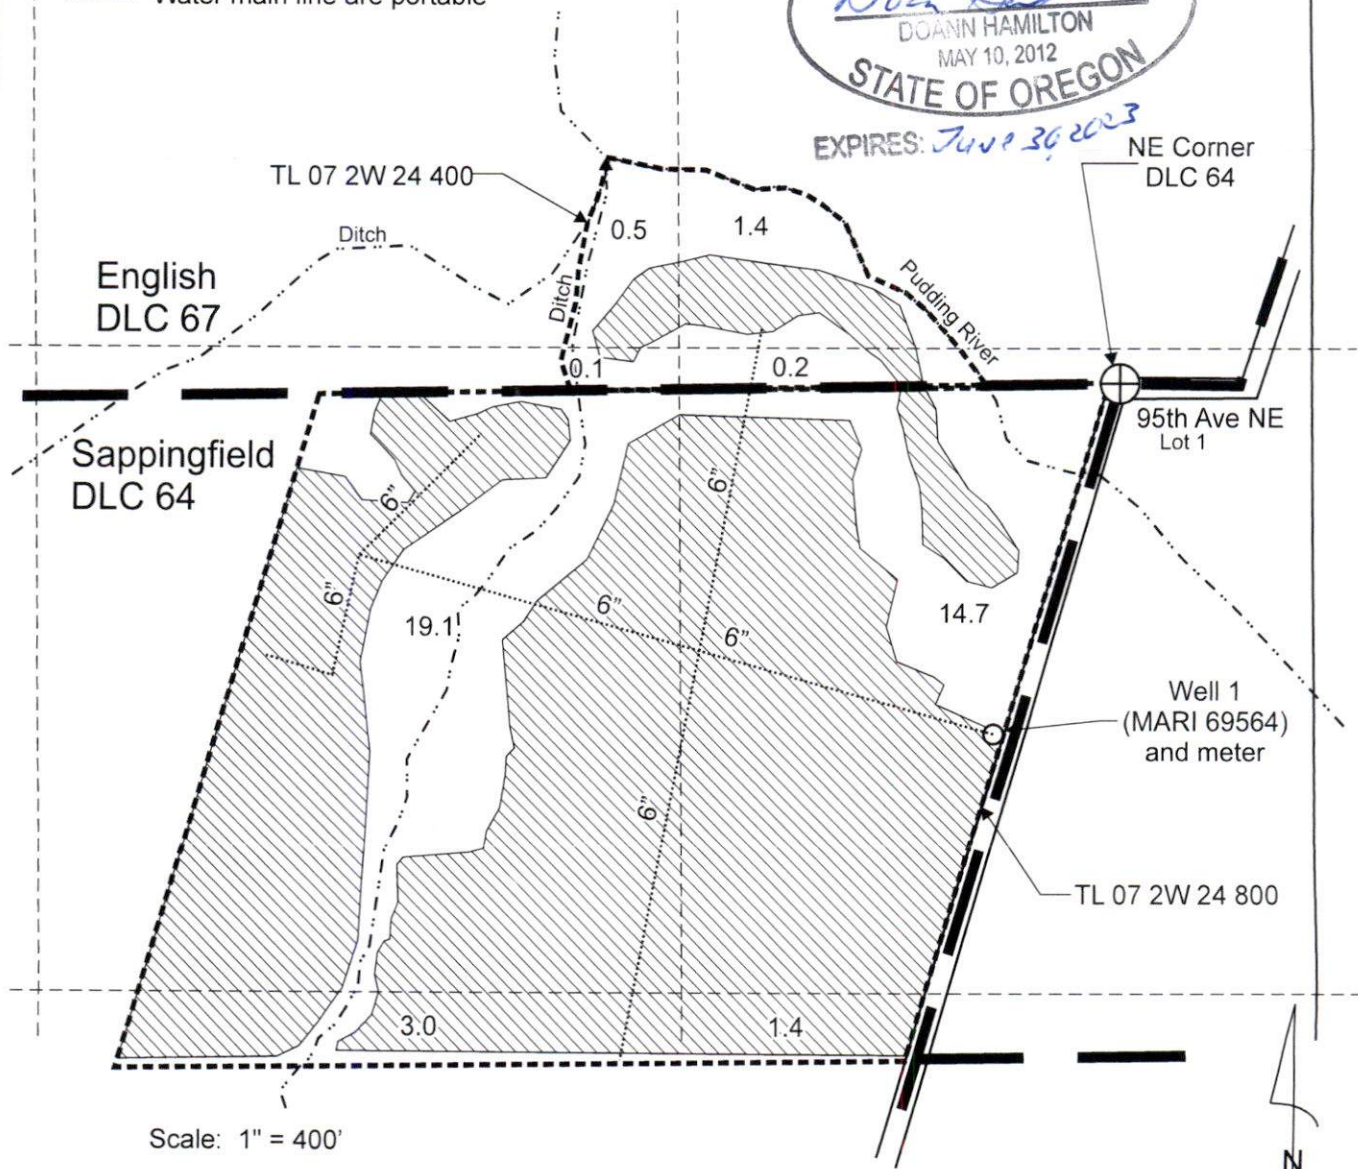 Water main line are portable
DOANN HAMILTON
MAY 10, 2012
STATE OF OREGON
EXPIRES: June 30, 2023
NE Corner
DLC 64
TL 07 2W 24 400
Ditch
0.5
1.4
English
DLC 67
Ditch
Pudding River
0.1
0.2
95th Ave NE
Lot 1
Sappingfield
DLC 64
6"
6"
6"
6"
6"
19.1
14.7
Well 1
(MARI 69564)
and meter
6"
TL 07 2W 24 800
3.0
1.4
Scale: 1" = 400'
N